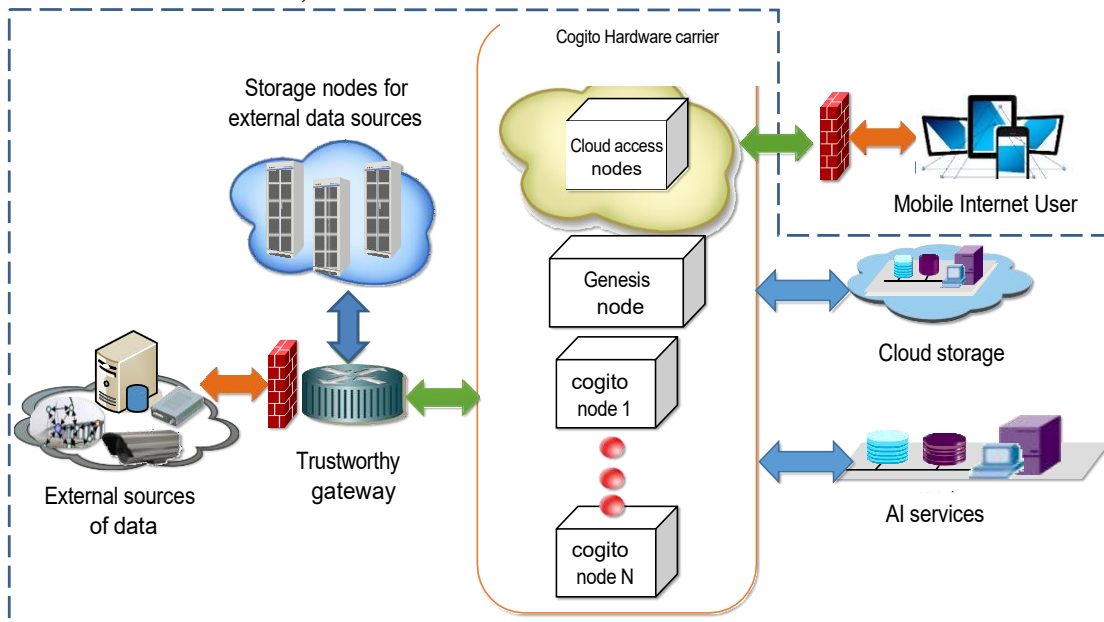 Cogito Hardware carrier
Storage nodes for
external data sources
Cloud access
nodes
Mobile Internet User
Genesis
node
Cloud storage
cogito
node 1
Trustworthy
gateway
External sources
of data
AI services
cogito
node N